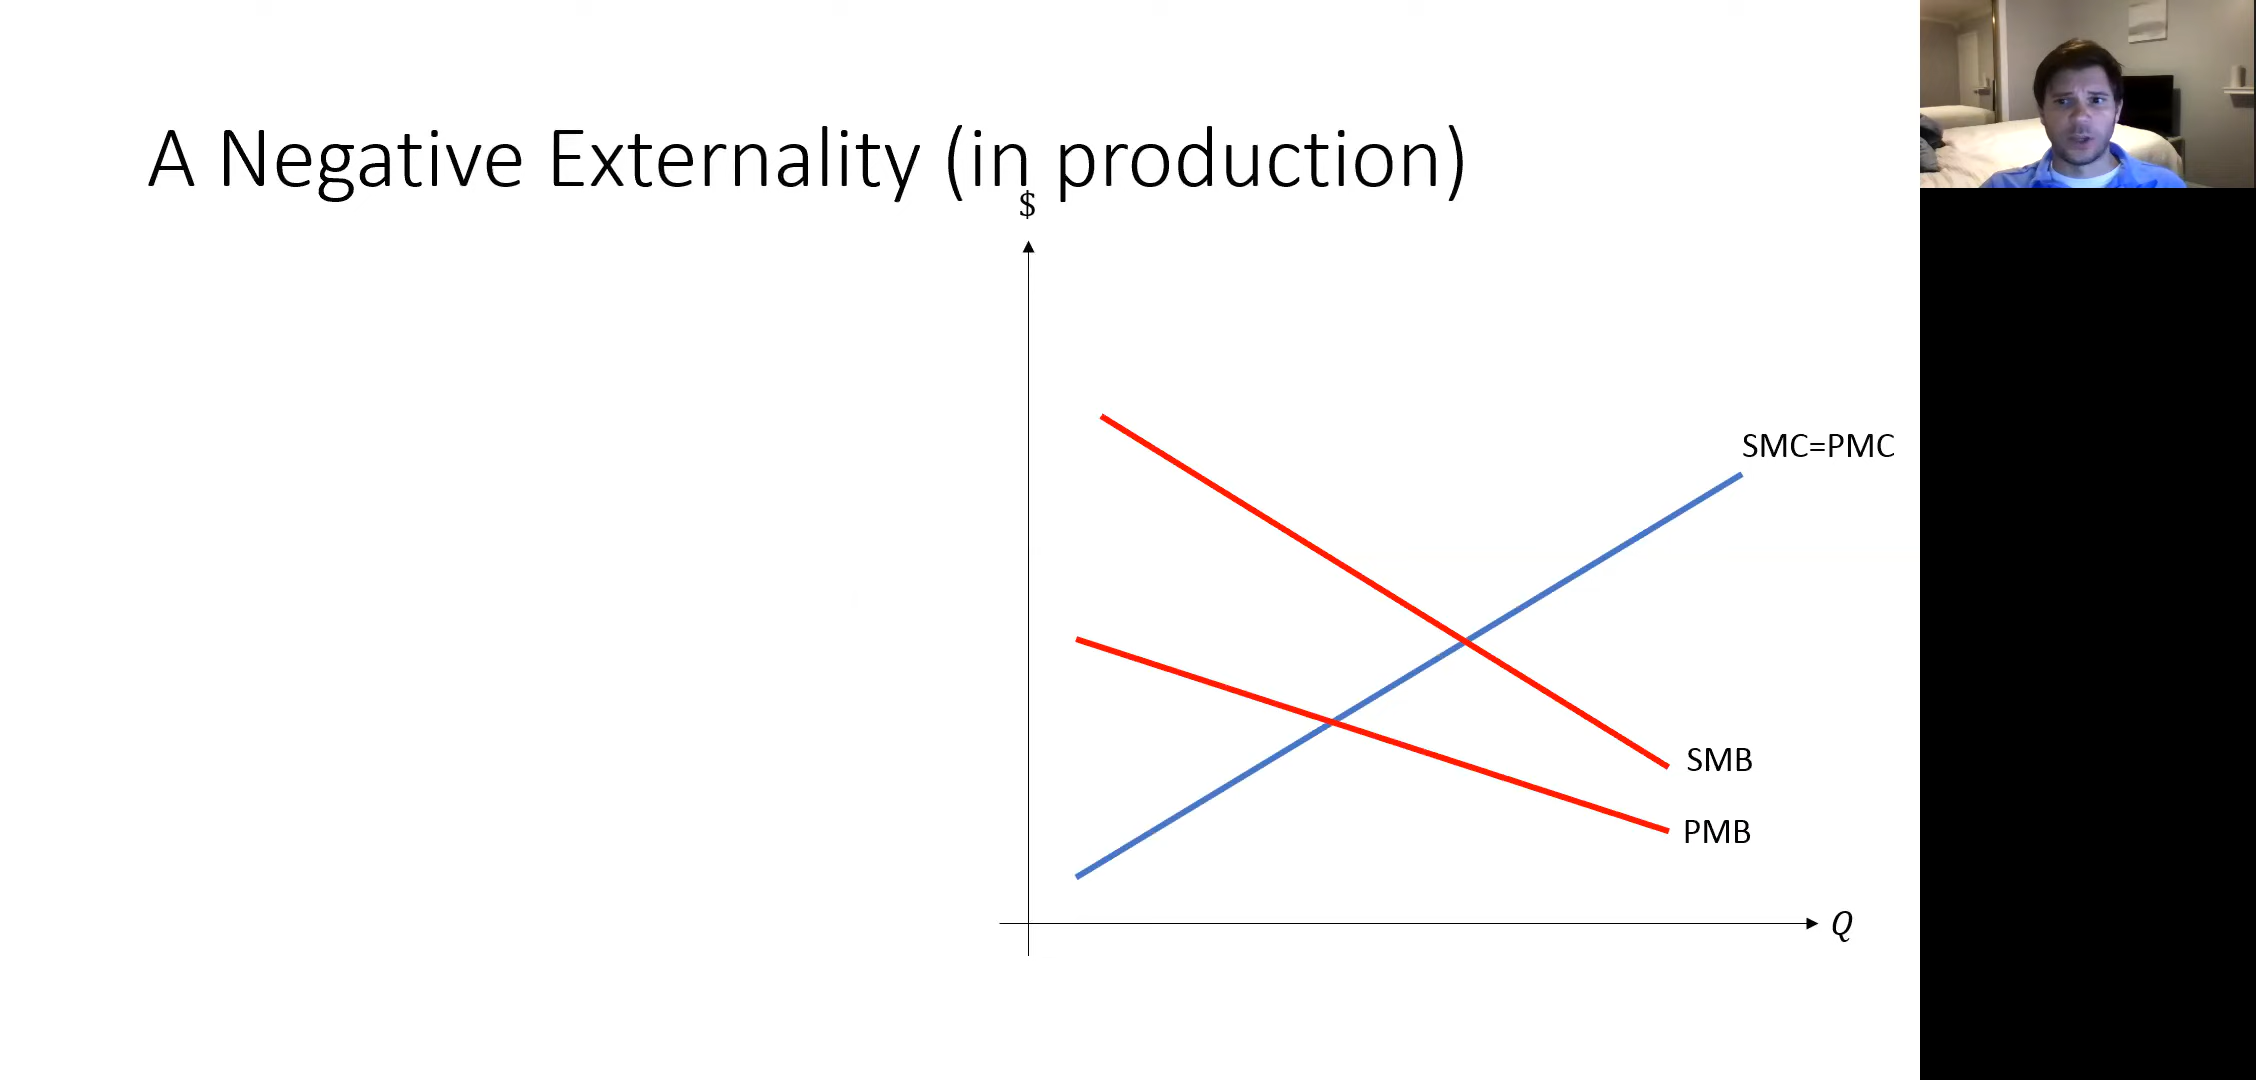 A Negative Externality (in production)
$
SMC=PMC
SMB
PMB
Q